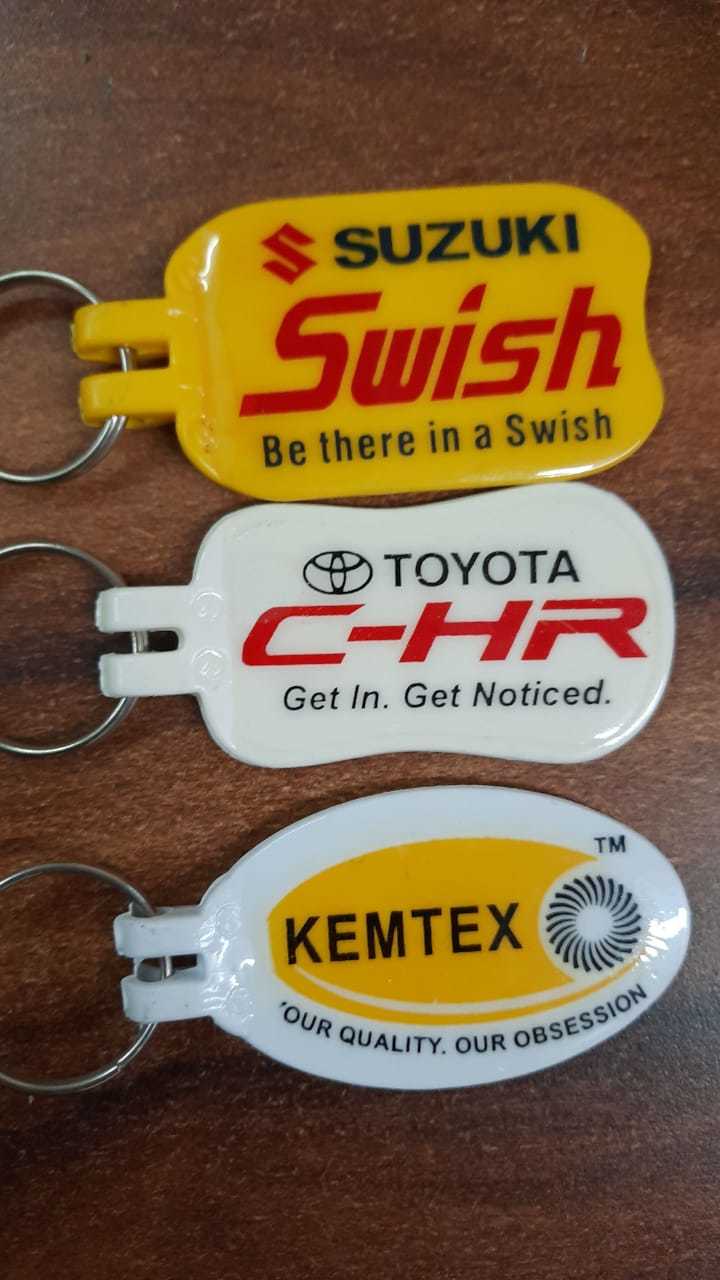 SUZUKI
Swish
Be there in a Swish
TOYOTA
C-HR
Get In. Get Noticed.
TM
KEMTEX
'OUR QUALITY. OUR OBSESSION